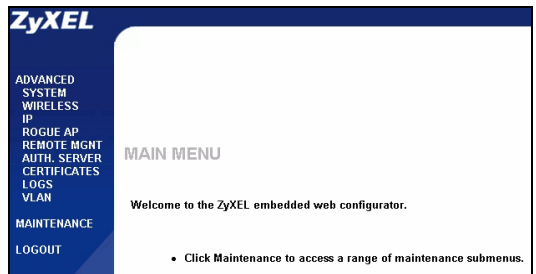 ZyXEL
ADVANCED
SYSTEM
WIRELESS
IP
ROGUE AP
REMOTE MGNT
AUTH. SERVER
CERTIFICATES
LOGS
VLAN
MAINTENANCE
LOGOUT
MAIN MENU
Welcome to the ZyXEL embedded web configurator.
• Click Maintenance to access a range of maintenance submenus.